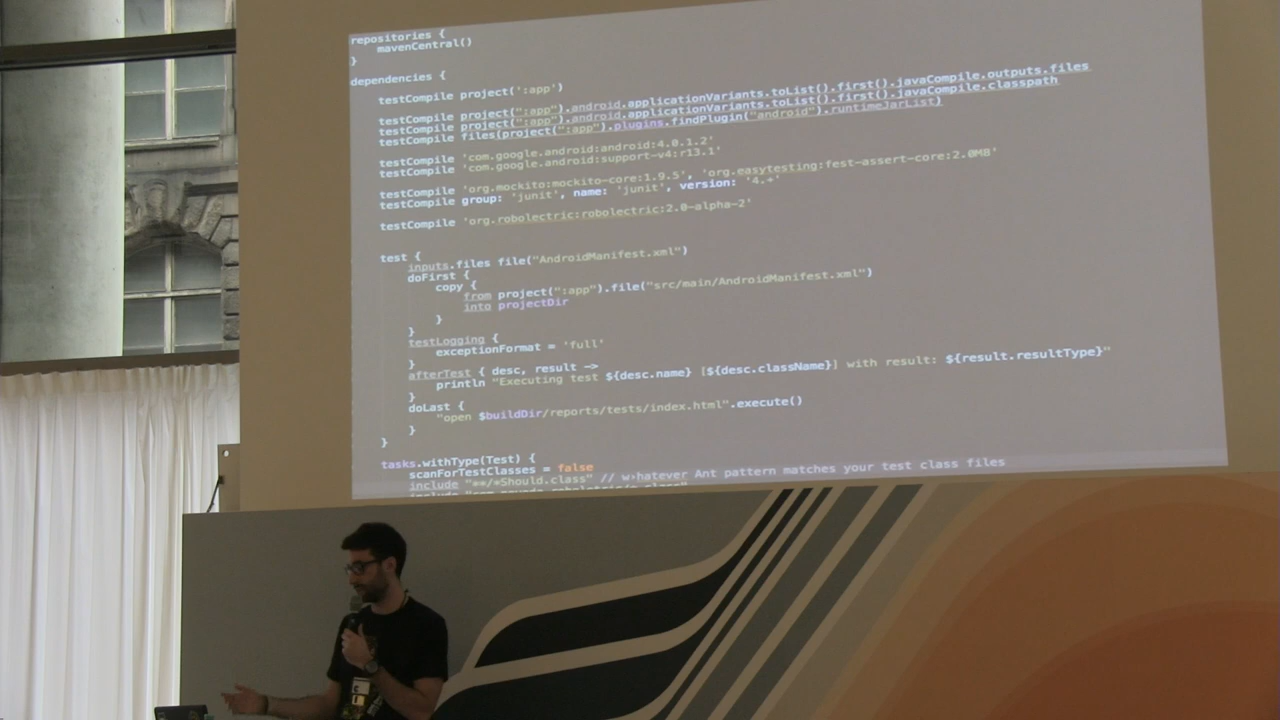 repositories {
mavenCentral()
}
dependencies {
testCompile project(':app')
testCompile project(":app").android.applicationVariants.toList().first().javaCompile.outputs.files
testCompile project(":app").android.applicationVariants.toList().first().javaCompile.classpath
testCompile files(project(":app").plugins.findPlugin("android").runtimeJarList)
testCompile 'com.google.android:android:4.0.1.2'
testCompile 'com.google.android:support-v4:r13.1'
testCompile 'org.mockito:mockito-core:1.9.5', 'org.easytesting:fest-assert-core:2.0M8'
testCompile group: 'junit', name: 'junit', version: '4.+'
testCompile 'org.robolectric:robolectric:2.0-alpha-2'
test {
inputs.files file("AndroidManifest.xml")
doFirst {
copy {
from project(":app").file("src/main/AndroidManifest.xml")
into projectDir
}
}
testLogging {
exceptionFormat = 'full'
}
afterTest { desc, result ->
println "Executing test ${desc.name} [${desc.className}] with result: ${result.resultType}"
}
doLast {
"open $buildDir/reports/tests/index.html".execute()
}
}
tasks.withType(Test) {
scanForTestClasses = false
include "**/*Should.class" // whatever Ant pattern matches your test class files
include